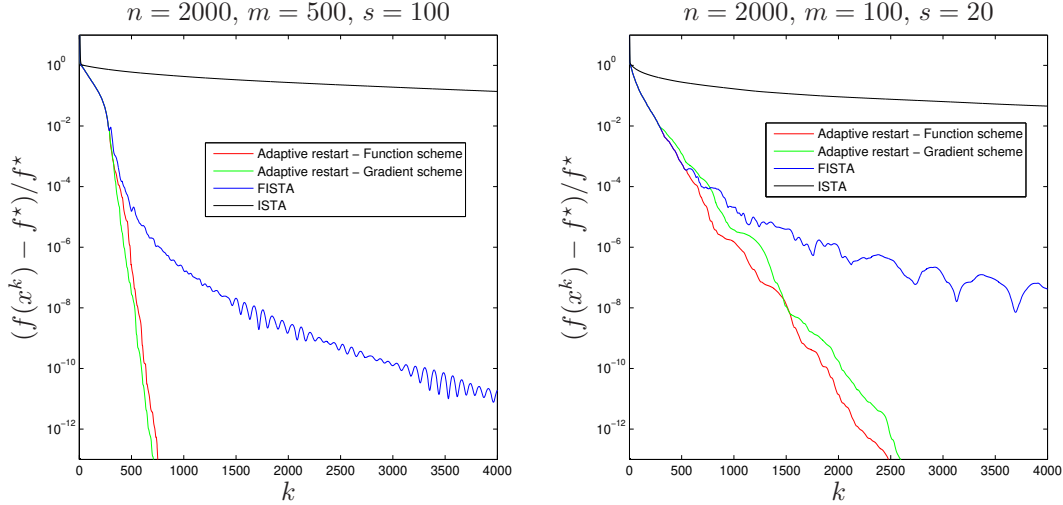 n = 2000, m = 500, s = 100
10^0
10^−2
10^−4
10^−6
10^−8
10^−10
10^−12
(f(x^k) − f^⋆)/f^⋆
Adaptive restart − Function scheme
Adaptive restart − Gradient scheme
FISTA
ISTA
0 500 1000 1500 2000 2500 3000 3500 4000
k
n = 2000, m = 100, s = 20
10^0
10^−2
10^−4
10^−6
10^−8
10^−10
10^−12
(f(x^k) − f^⋆)/f^⋆
Adaptive restart − Function scheme
Adaptive restart − Gradient scheme
FISTA
ISTA
0 500 1000 1500 2000 2500 3000 3500 4000
k